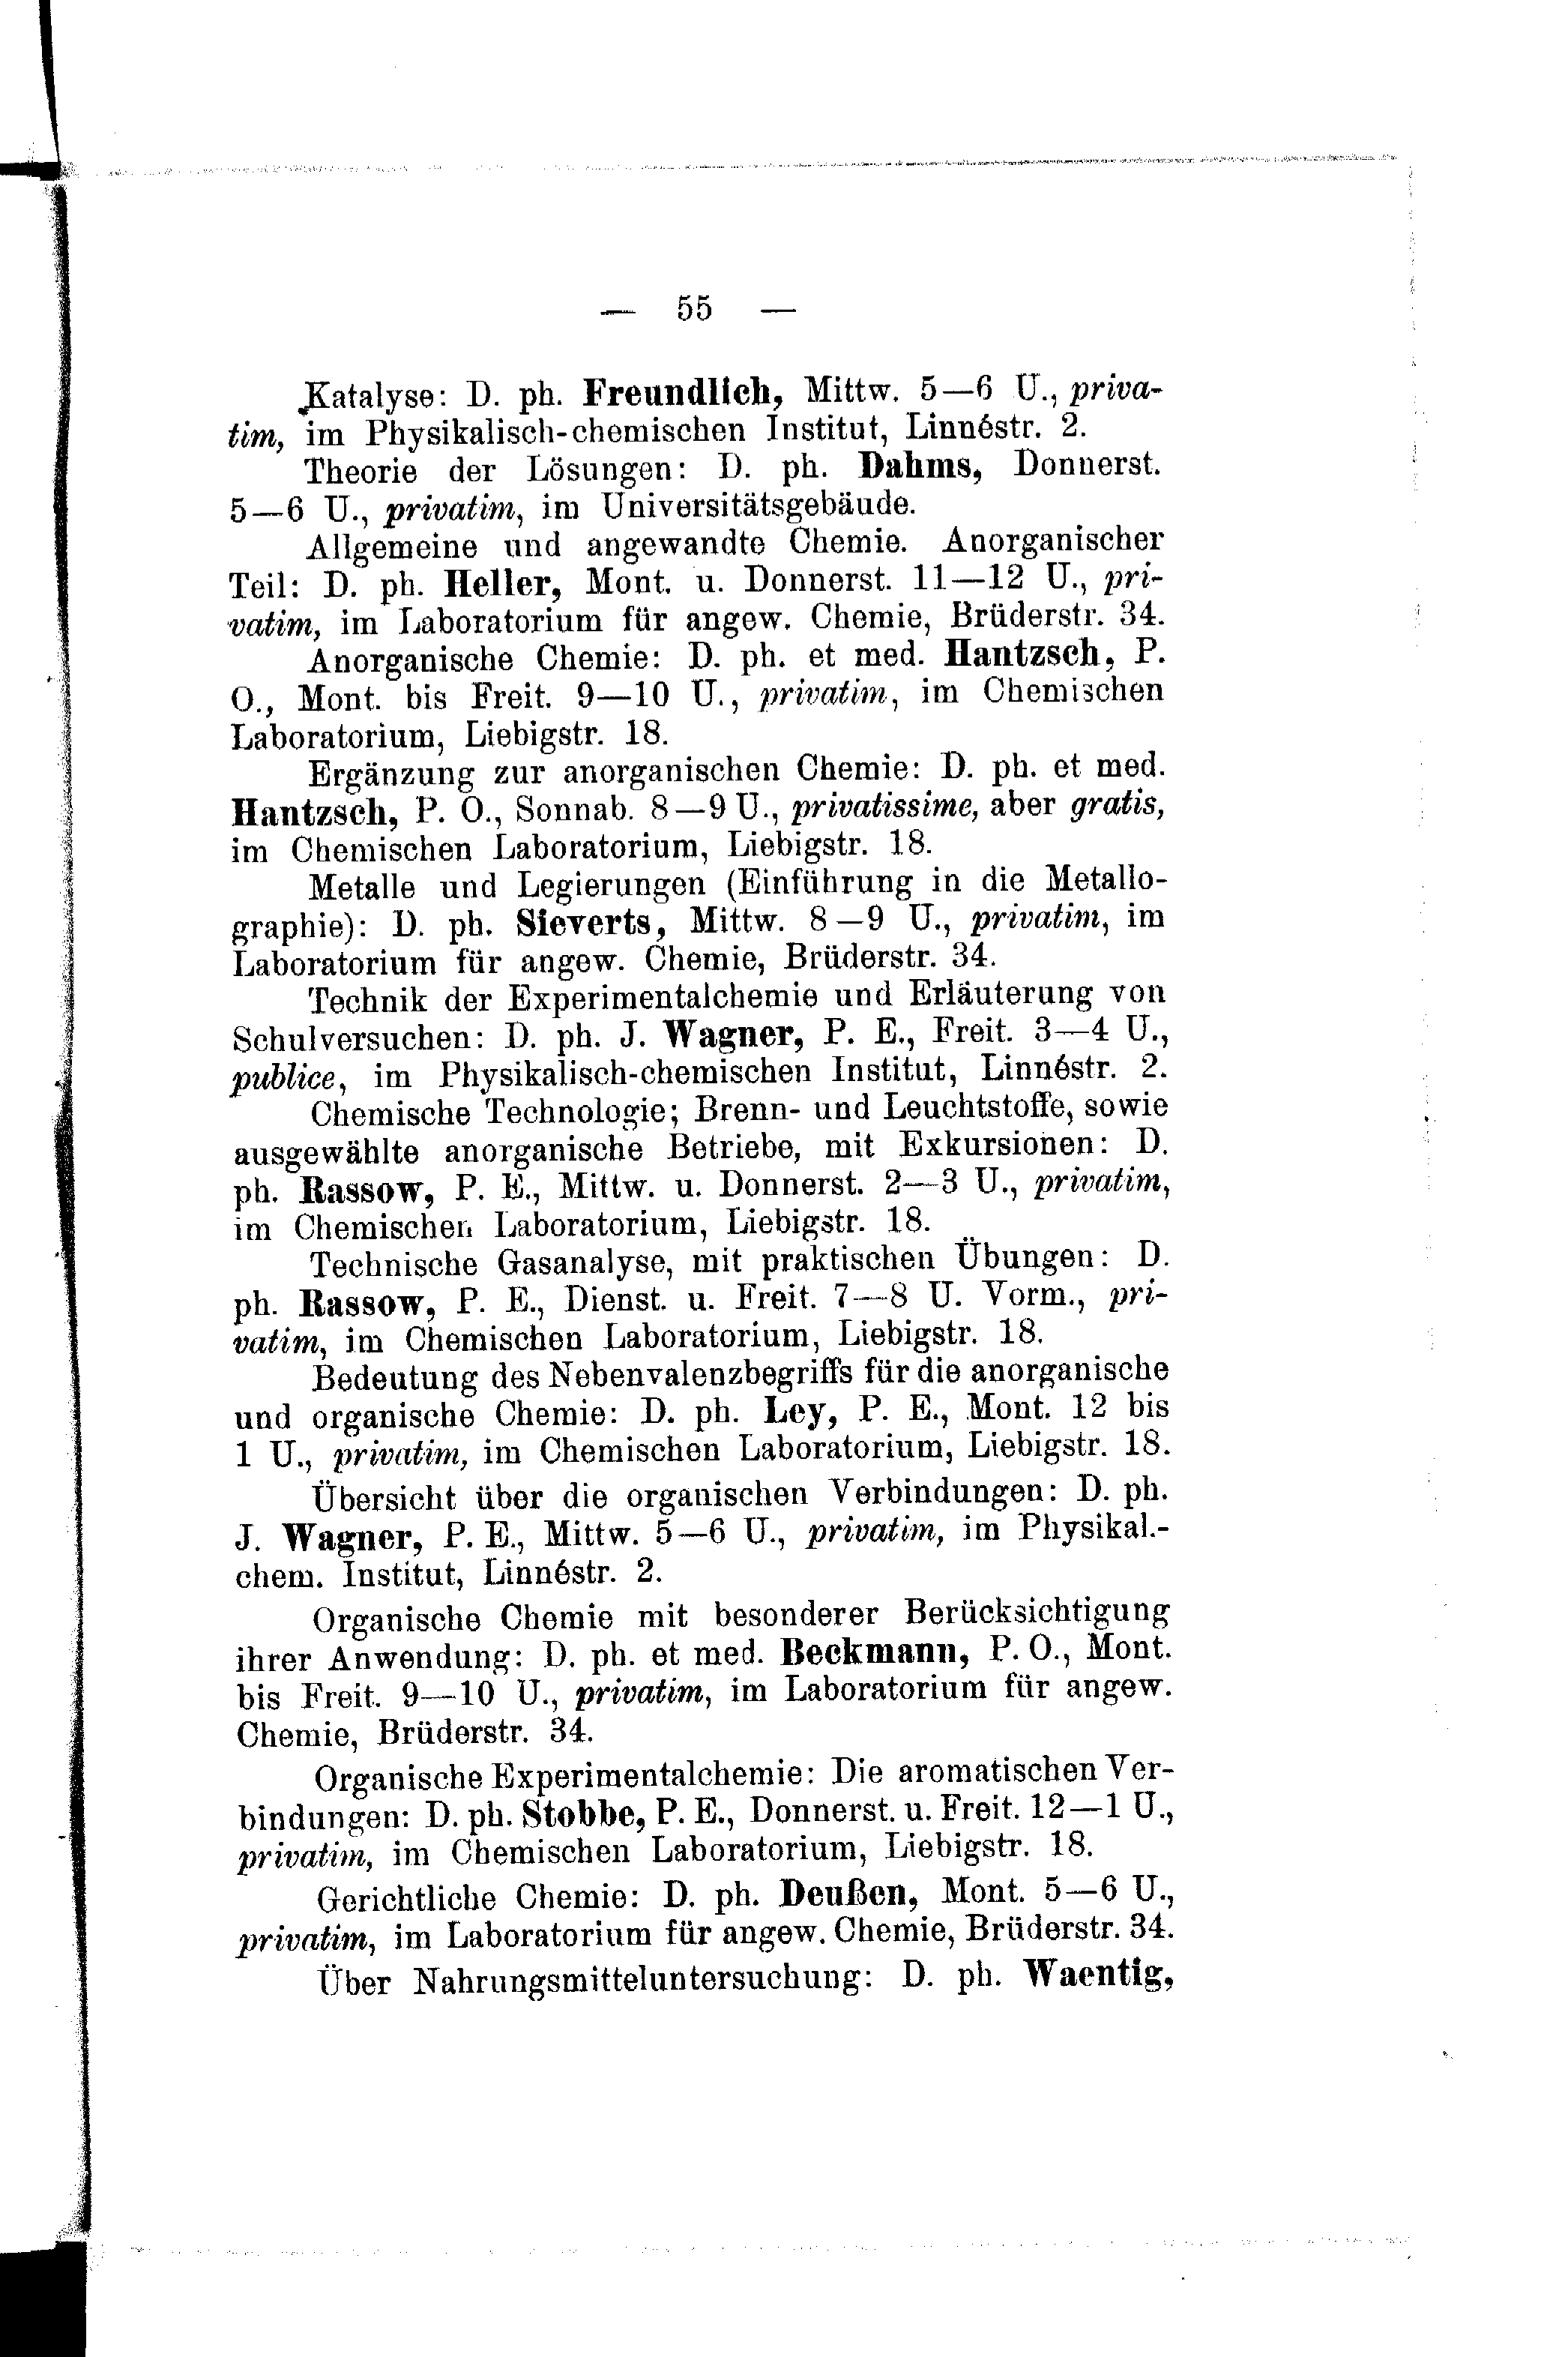 — 55 —
Katalyse: D. ph. Freundlich, Mittw. 5—6 U., priva-
tim, im Physikalisch-chemischen Institut, Linnéstr. 2.
Theorie der Lösungen: D. ph. Dahms, Donnerst.
5—6 U., privatim, im Universitätsgebäude.
Allgemeine und angewandte Chemie. Anorganischer
Teil: D. ph. Heller, Mont. u. Donnerst. 11—12 U., pri-
vatim, im Laboratorium für angew. Chemie, Brüderstr. 34.
Anorganische Chemie: D. ph. et med. Hantzsch, P.
O., Mont. bis Freit. 9—10 U., privatim, im Chemischen
Laboratorium, Liebigstr. 18.
Ergänzung zur anorganischen Chemie: D. ph. et med.
Hantzsch, P. O., Sonnab. 8—9 U., privatissime, aber gratis,
im Chemischen Laboratorium, Liebigstr. 18.
Metalle und Legierungen (Einführung in die Metallo-
graphie): D. ph. Sieverts, Mittw. 8—9 U., privatim, im
Laboratorium für angew. Chemie, Brüderstr. 34.
Technik der Experimentalchemie und Erläuterung von
Schulversuchen: D. ph. J. Wagner, P. E., Freit. 3—4 U.,
publice, im Physikalisch-chemischen Institut, Linnéstr. 2.
Chemische Technologie; Brenn- und Leuchtstoffe, sowie
ausgewählte anorganische Betriebe, mit Exkursionen: D.
ph. Rassow, P. E., Mittw. u. Donnerst. 2—3 U., privatim,
im Chemischen Laboratorium, Liebigstr. 18.
Technische Gasanalyse, mit praktischen Übungen: D.
ph. Rassow, P. E., Dienst. u. Freit. 7—8 U. Vorm., pri-
vatim, im Chemischen Laboratorium, Liebigstr. 18.
Bedeutung des Nebenvalenzbegriffs für die anorganische
und organische Chemie: D. ph. Ley, P. E., Mont. 12 bis
1 U., privatim, im Chemischen Laboratorium, Liebigstr. 18.
Übersicht über die organischen Verbindungen: D. ph.
J. Wagner, P. E., Mittw. 5—6 U., privatim, im Physikal.-
chem. Institut, Linnéstr. 2.
Organische Chemie mit besonderer Berücksichtigung
ihrer Anwendung: D. ph. et med. Beckmann, P. O., Mont.
bis Freit. 9—10 U., privatim, im Laboratorium für angew.
Chemie, Brüderstr. 34.
Organische Experimentalchemie: Die aromatischen Ver-
bindungen: D. ph. Stobbe, P. E., Donnerst. u. Freit. 12—1 U.,
privatim, im Chemischen Laboratorium, Liebigstr. 18.
Gerichtliche Chemie: D. ph. Deußen, Mont. 5—6 U.,
privatim, im Laboratorium für angew. Chemie, Brüderstr. 34.
Über Nahrungsmitteluntersuchung: D. ph. Waentig,